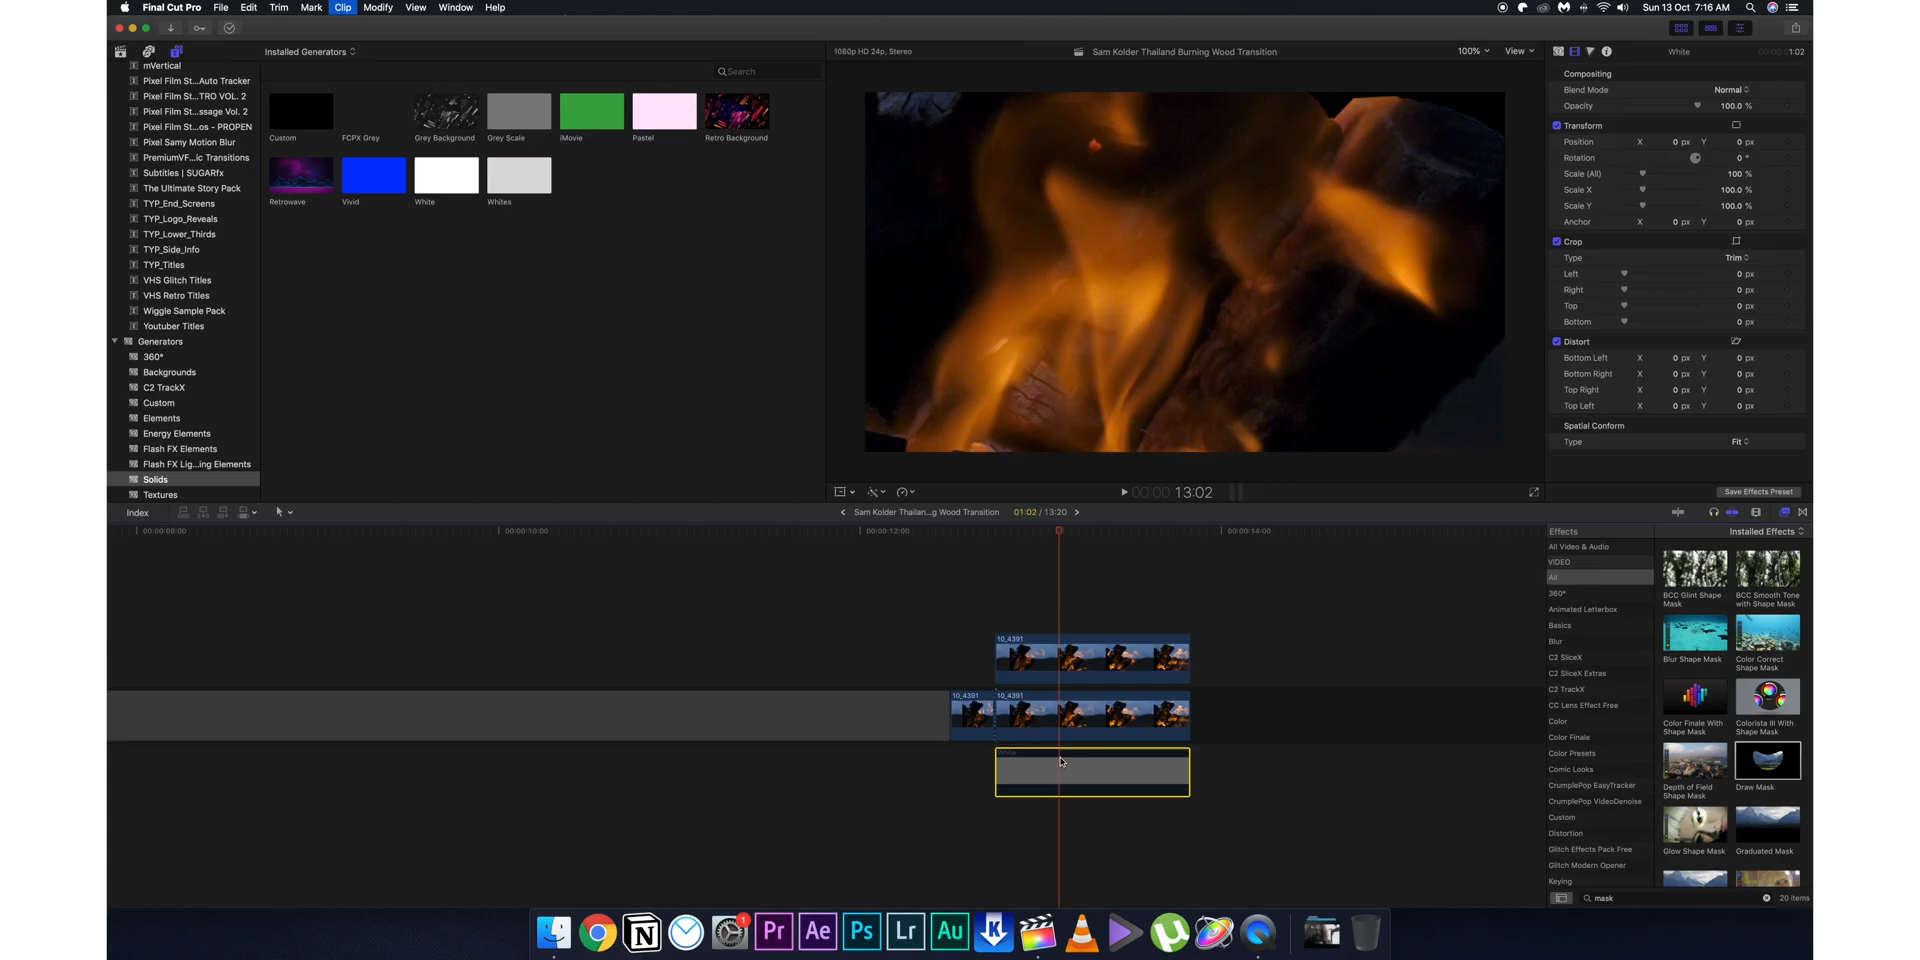 Final Cut Pro File Edit Trim Mark Clip Modify View Window Help Sun 13 Oct 7:16 AM
Installed Generators
Search
mVertical
Pixel Film St...Auto Tracker
Pixel Film St...TRO VOL. 2
Pixel Film St...ssage Vol. 2
Pixel Film St...os - PROPEN
Pixel Samy Motion Blur
PremiumVF...ic Transitions
Subtitles | SUGARfx
The Ultimate Story Pack
TYP_End_Screens
TYP_Logo_Reveals
TYP_Lower_Thirds
TYP_Side_Info
TYP_Titles
VHS Glitch Titles
VHS Retro Titles
Wiggle Sample Pack
Youtuber Titles
Generators
360°
Backgrounds
C2 TrackX
Custom
Elements
Energy Elements
Flash FX Elements
Flash FX Lig...ing Elements
Solids
Textures
Custom FCPX Grey Grey Background Grey Scale iMovie Pastel Retro Background
Retrowave Vivid White Whites
1080p HD 24p, Stereo Sam Kolder Thailand Burning Wood Transition 100% View
00:00:13:02
White 00:00:01:02
Compositing
Blend Mode Normal
Opacity 100.0 %
Transform
Position X 0 px Y 0 px
Rotation 0 °
Scale (All) 100 %
Scale X 100.0 %
Scale Y 100.0 %
Anchor X 0 px Y 0 px
Crop
Type Trim
Left 0 px
Right 0 px
Top 0 px
Bottom 0 px
Distort
Bottom Left X 0 px Y 0 px
Bottom Right X 0 px Y 0 px
Top Right X 0 px Y 0 px
Top Left X 0 px Y 0 px
Spatial Conform
Type Fit
Save Effects Preset
Index Sam Kolder Thailan...g Wood Transition 01:02 / 13:20
00:00:08:00 00:00:10:00 00:00:12:00 00:00:14:00
10_4391
10_4391 10_4391
White
Effects Installed Effects
All Video & Audio
VIDEO
All
360°
Animated Letterbox
Basics
Blur
C2 SliceX
C2 SliceX Extras
C2 TrackX
CC Lens Effect Free
Color
Color Finale
Color Presets
Comic Looks
CrumplePop EasyTracker
CrumplePop VideoDenoise
Custom
Distortion
Glitch Effects Pack Free
Glitch Modern Opener
Keying
BCC Glint Shape Mask
BCC Smooth Tone with Shape Mask
Blur Shape Mask
Color Correct Shape Mask
Color Finale With Shape Mask
Colorista III With Shape Mask
Depth of Field Shape Mask
Draw Mask
Glow Shape Mask
Graduated Mask
mask 20 items
1
N Pr Ae Ps Lr Au K